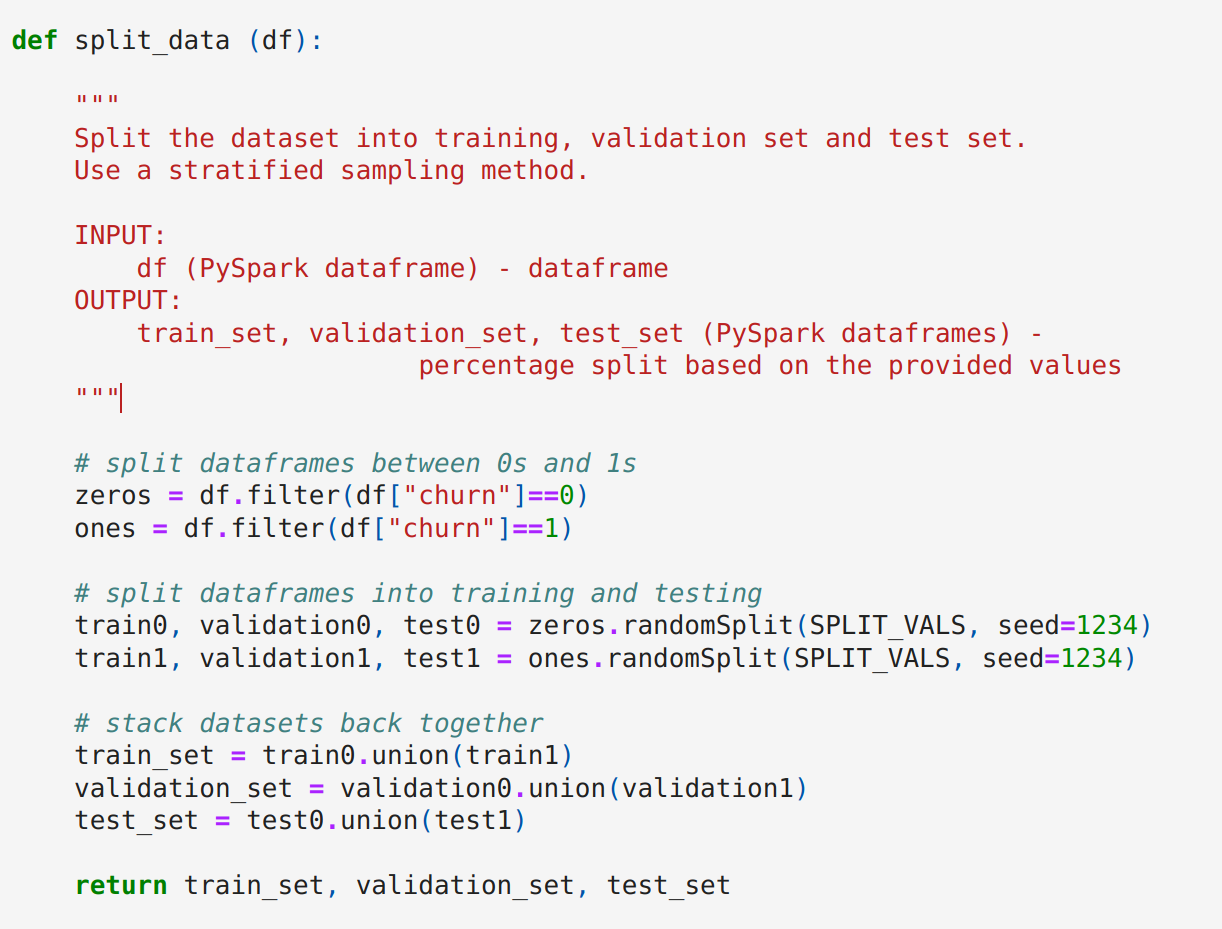 def split_data (df):
    """
    Split the dataset into training, validation set and test set.
    Use a stratified sampling method.
    INPUT:
        df (PySpark dataframe) - dataframe
    OUTPUT:
        train_set, validation_set, test_set (PySpark dataframes) -
                          percentage split based on the provided values
    """
    # split dataframes between 0s and 1s
    zeros = df.filter(df["churn"]==0)
    ones = df.filter(df["churn"]==1)
    # split dataframes into training and testing
    train0, validation0, test0 = zeros.randomSplit(SPLIT_VALS, seed=1234)
    train1, validation1, test1 = ones.randomSplit(SPLIT_VALS, seed=1234)
    # stack datasets back together
    train_set = train0.union(train1)
    validation_set = validation0.union(validation1)
    test_set = test0.union(test1)
    return train_set, validation_set, test_set